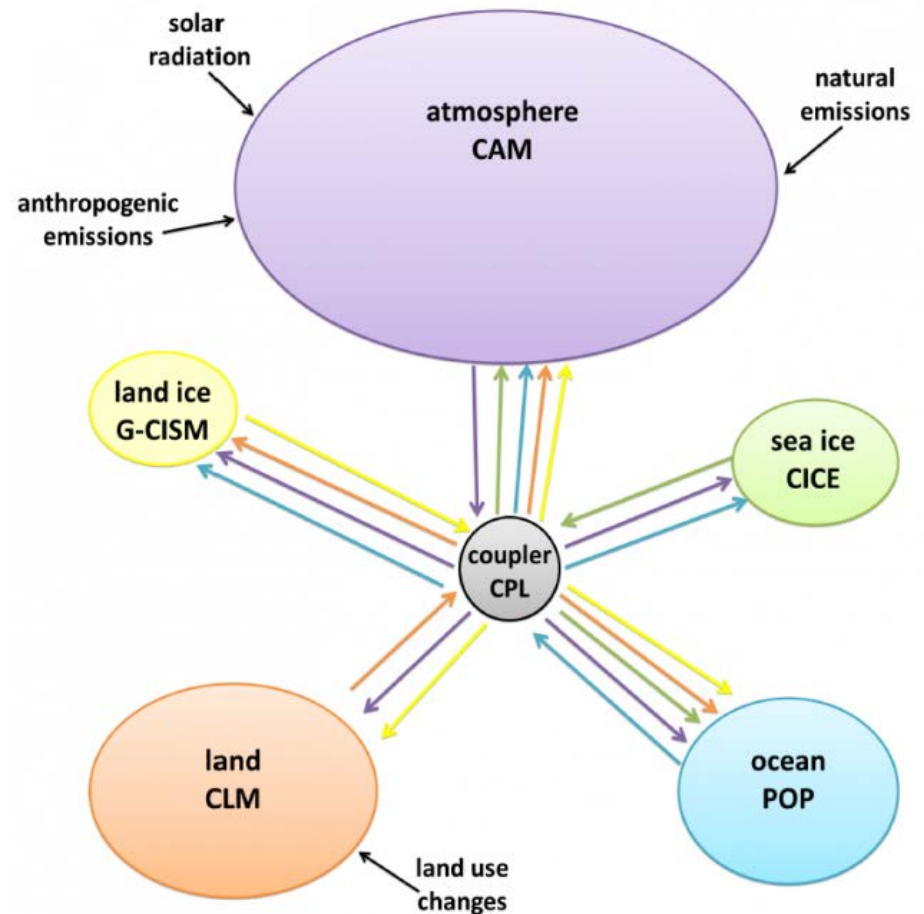 solar
radiation
natural
emissions
atmosphere
CAM
anthropogenic
emissions
land ice
G-CISM
sea ice
CICE
coupler
CPL
land
CLM
ocean
POP
land use
changes